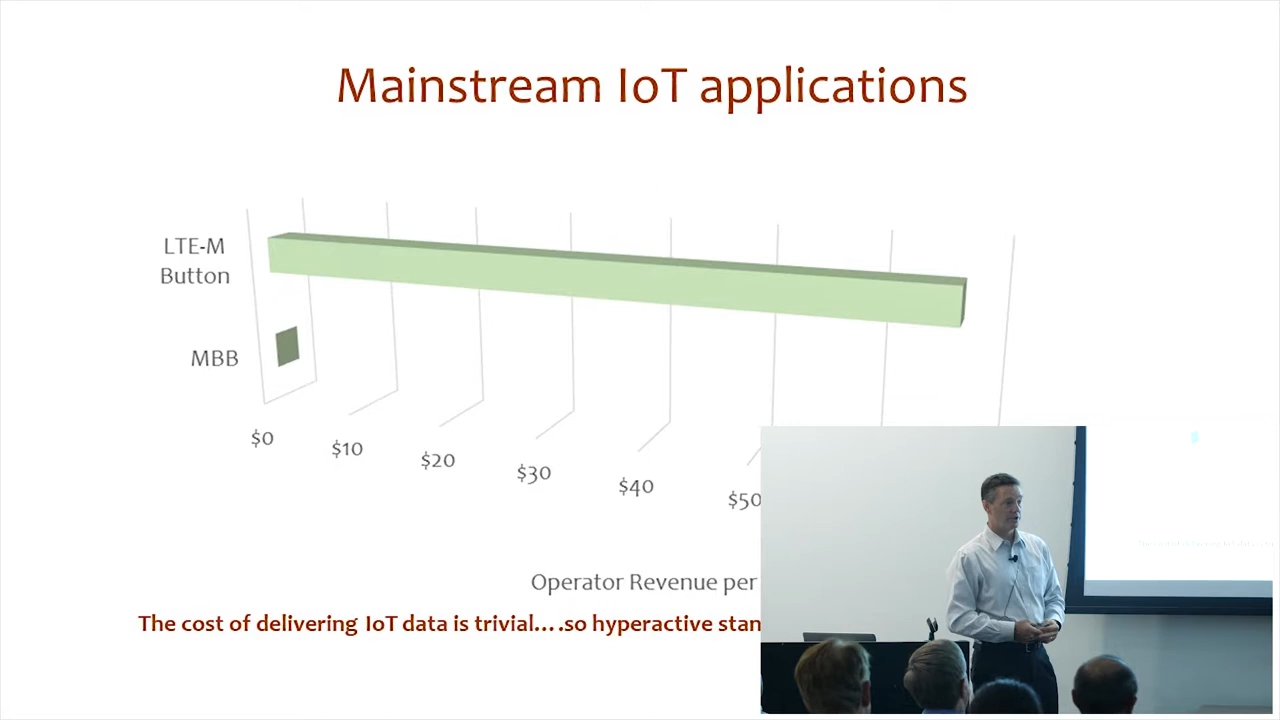 Mainstream IoT applications
LTE-M
Button
MBB
$0
$10
$20
$30
$40
$50
Operator Revenue per
The cost of delivering IoT data is trivial....so hyperactive stan